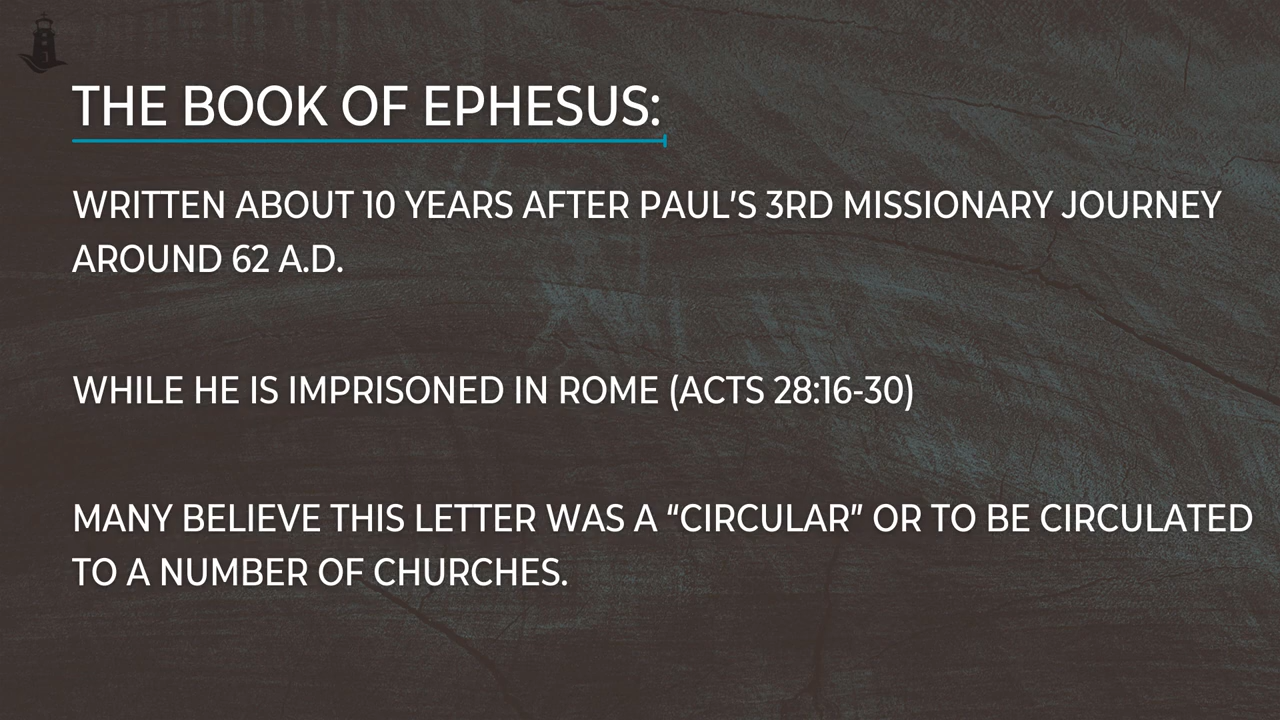 THE BOOK OF EPHESUS:
WRITTEN ABOUT 10 YEARS AFTER PAUL'S 3RD MISSIONARY JOURNEY
AROUND 62 A.D.
WHILE HE IS IMPRISONED IN ROME (ACTS 28:16-30)
MANY BELIEVE THIS LETTER WAS A “CIRCULAR” OR TO BE CIRCULATED
TO A NUMBER OF CHURCHES.